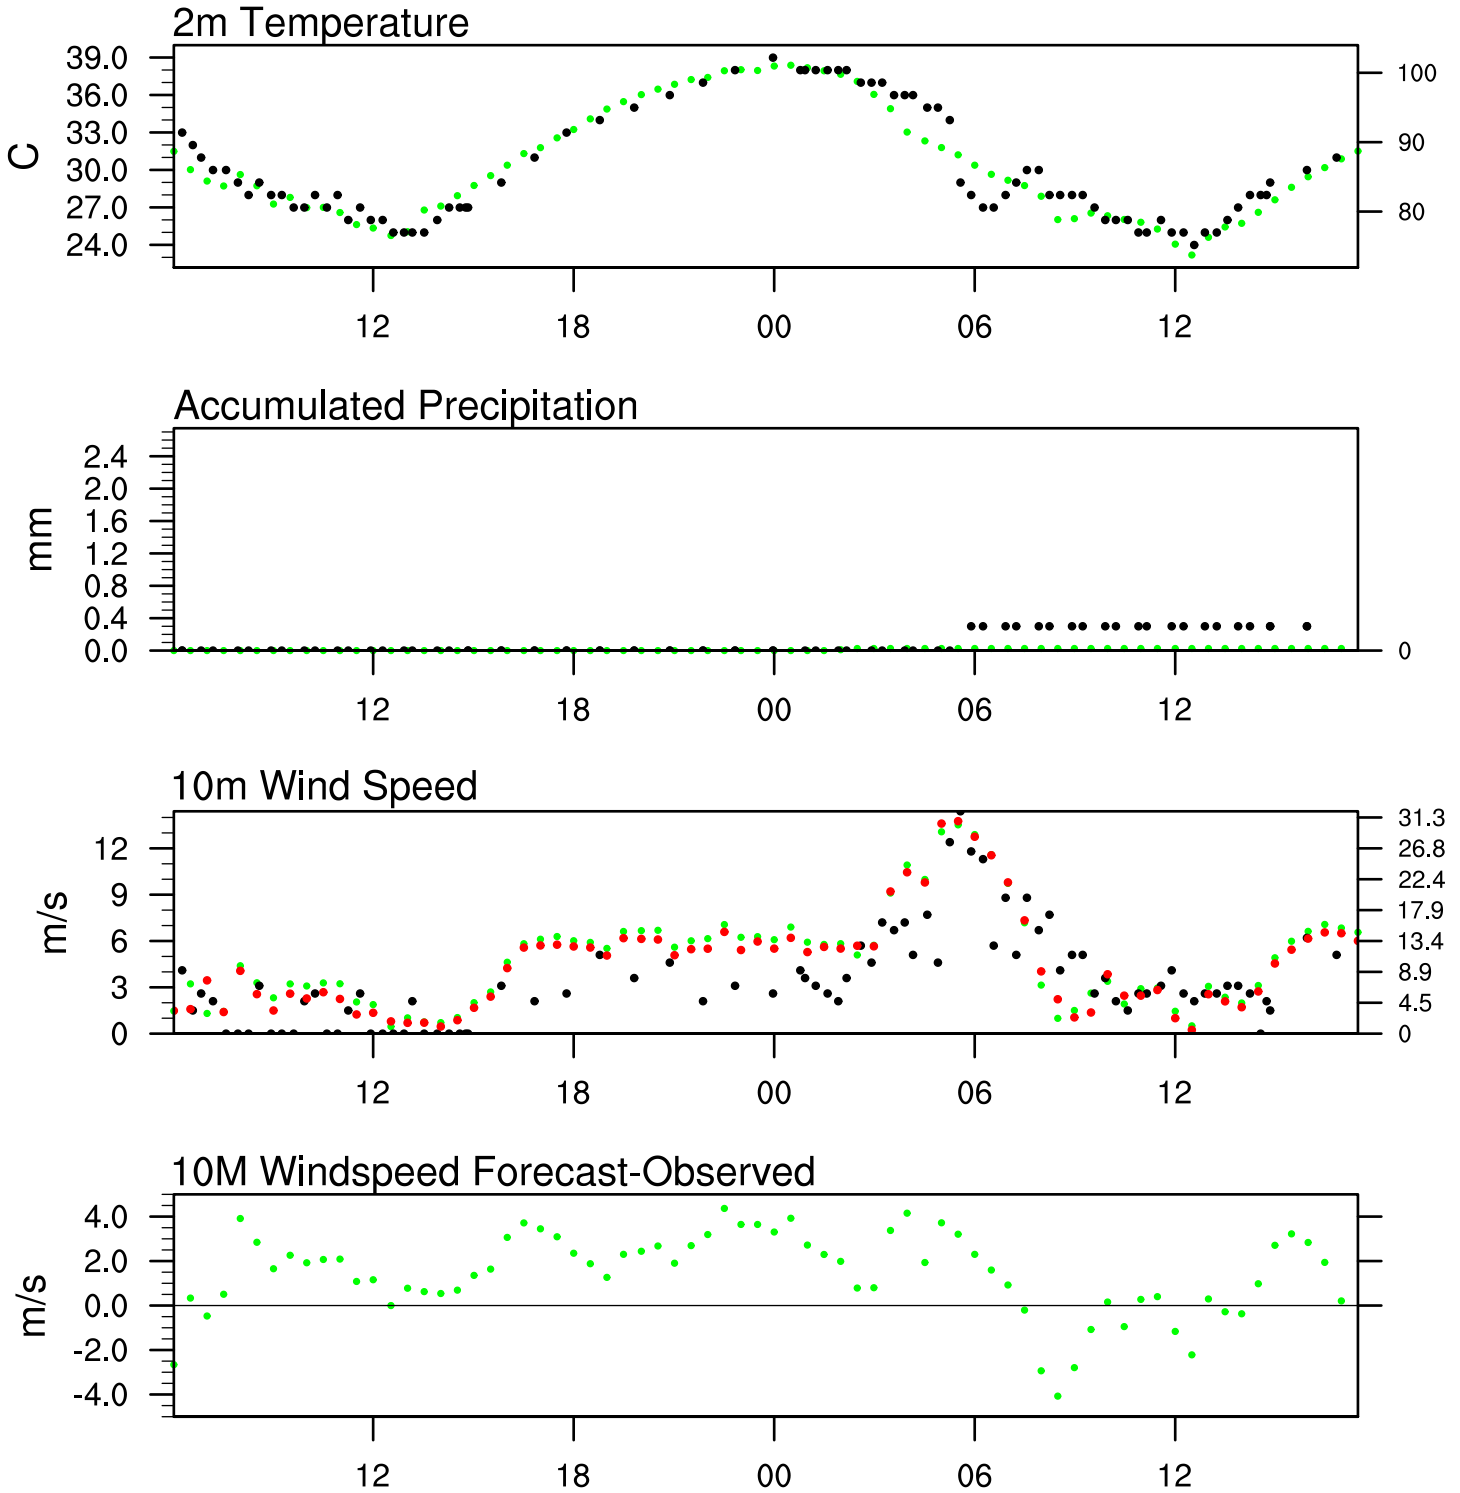 2m Temperature
39.0
36.0
33.0
30.0
27.0
24.0
C
100
90
80
12 18 00 06 12
Accumulated Precipitation
2.4
2.0
1.6
1.2
0.8
0.4
0.0
mm
0
12 18 00 06 12
10m Wind Speed
12
9
6
3
0
m/s
31.3
26.8
22.4
17.9
13.4
8.9
4.5
0
12 18 00 06 12
10M Windspeed Forecast-Observed
4.0
2.0
0.0
-2.0
-4.0
m/s
12 18 00 06 12